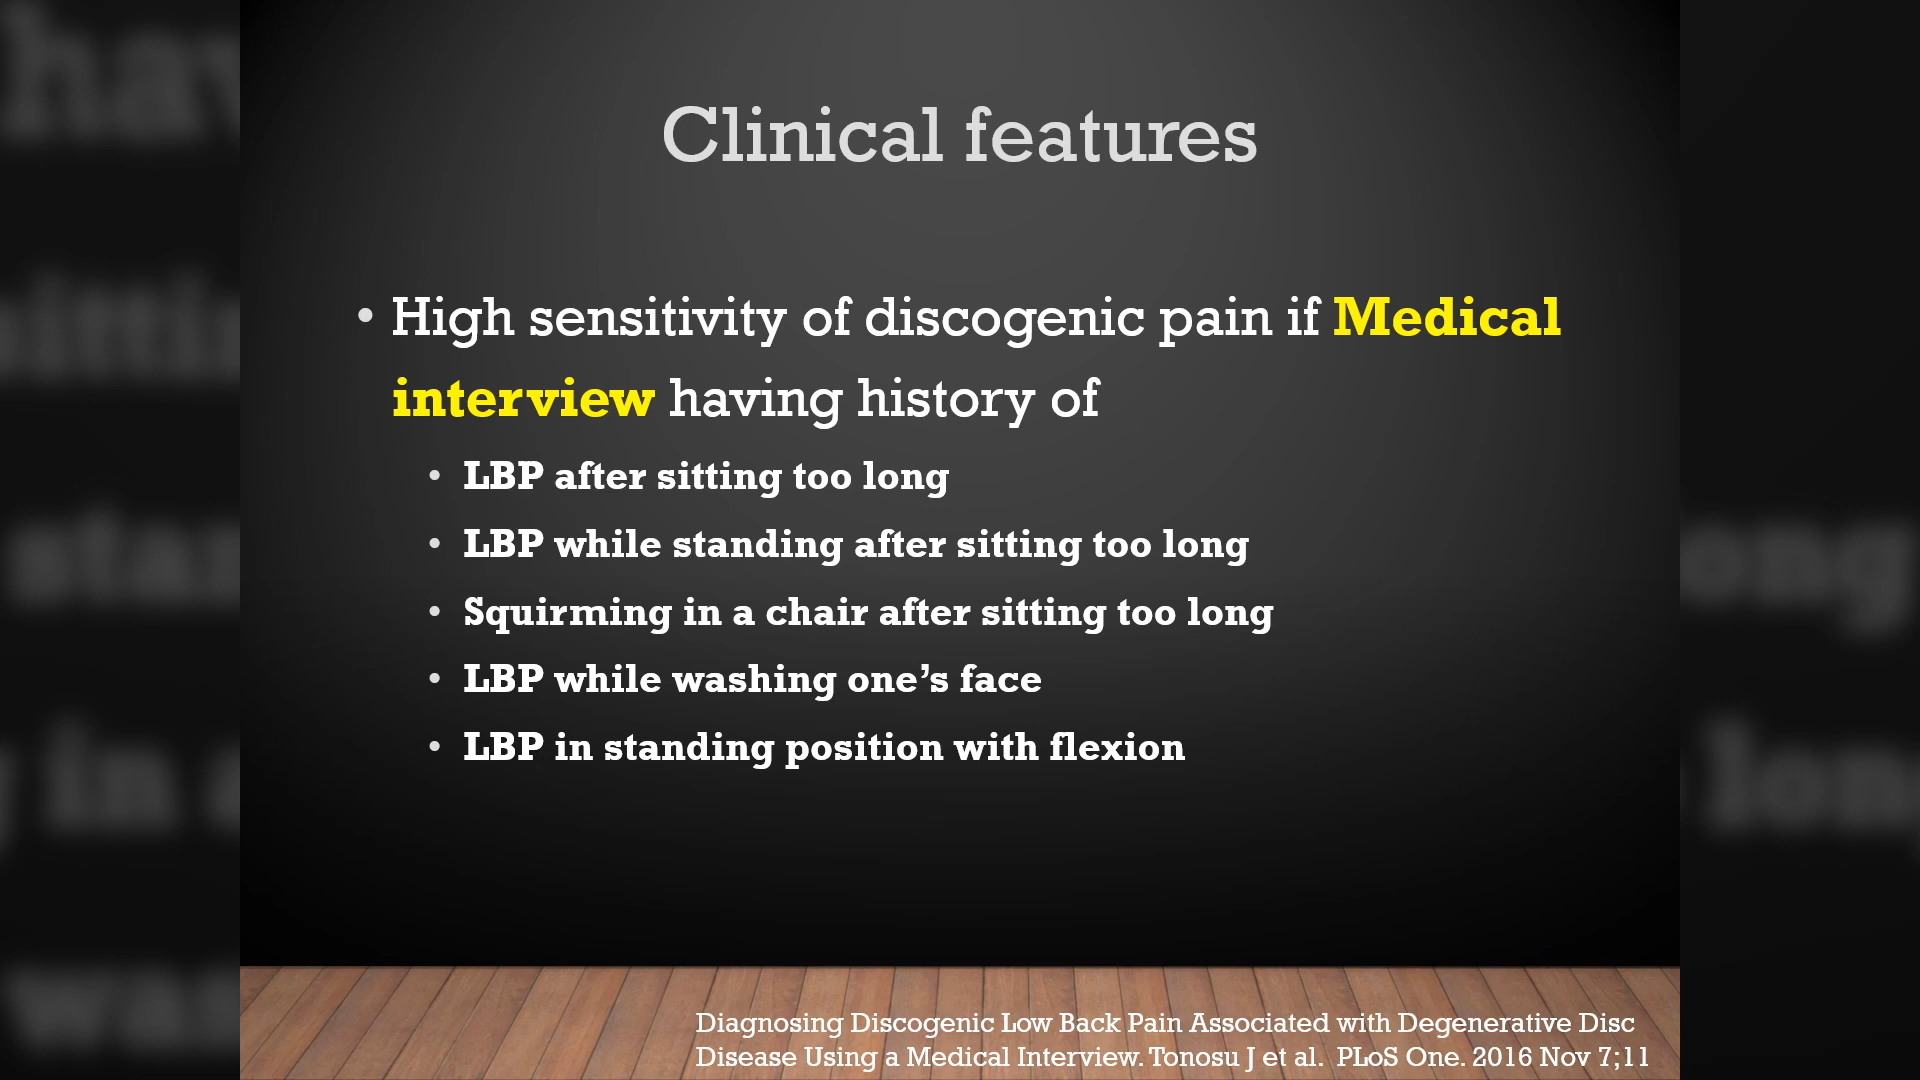 Clinical features
• High sensitivity of discogenic pain if Medical
interview having history of
• LBP after sitting too long
• LBP while standing after sitting too long
• Squirming in a chair after sitting too long
• LBP while washing one’s face
• LBP in standing position with flexion
Diagnosing Discogenic Low Back Pain Associated with Degenerative Disc
Disease Using a Medical Interview. Tonosu J et al. PLoS One. 2016 Nov 7;11